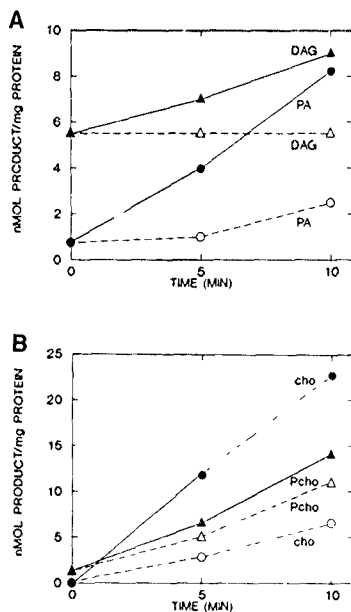 A
nMOL PRODUCT/mg PROTEIN
10
8
6
4
2
0
DAG
PA
DAG
PA
0
5
10
TIME (MIN)
B
nMOL PRODUCT/mg PROTEIN
25
20
15
10
5
0
cho
Pcho
Pcho
cho
0
5
10
TIME (MIN)